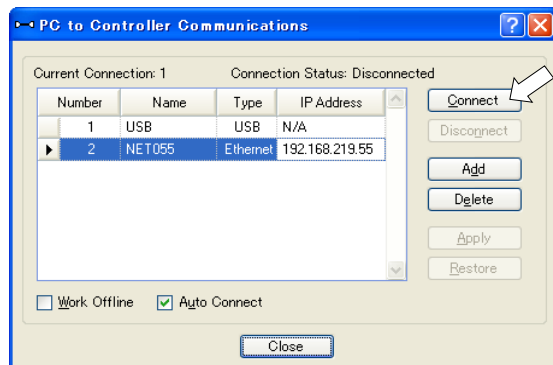 PC to Controller Communications
Current Connection: 1 Connection Status: Disconnected
Number Name Type IP Address
1 USB USB N/A
2 NET055 Ethernet 192.168.219.55
Connect
Disconnect
Add
Delete
Apply
Restore
Work Offline Auto Connect
Close